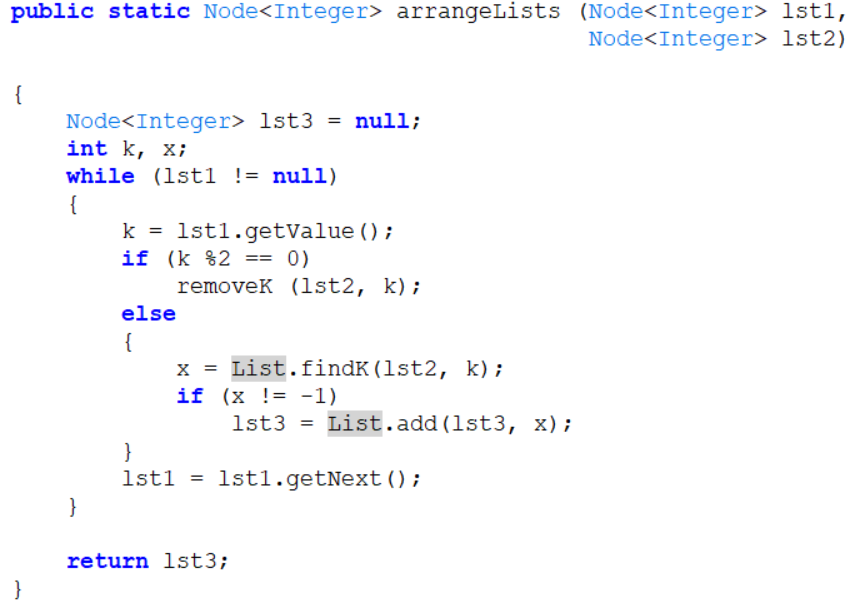 public static Node<Integer> arrangeLists (Node<Integer> lst1,
Node<Integer> lst2)
{
Node<Integer> lst3 = null;
int k, x;
while (lst1 != null)
{
k = lst1.getValue();
if (k %2 == 0)
removeK (lst2, k);
else
{
x = List.findK(lst2, k);
if (x != -1)
lst3 = List.add(lst3, x);
}
lst1 = lst1.getNext();
}
return lst3;
}